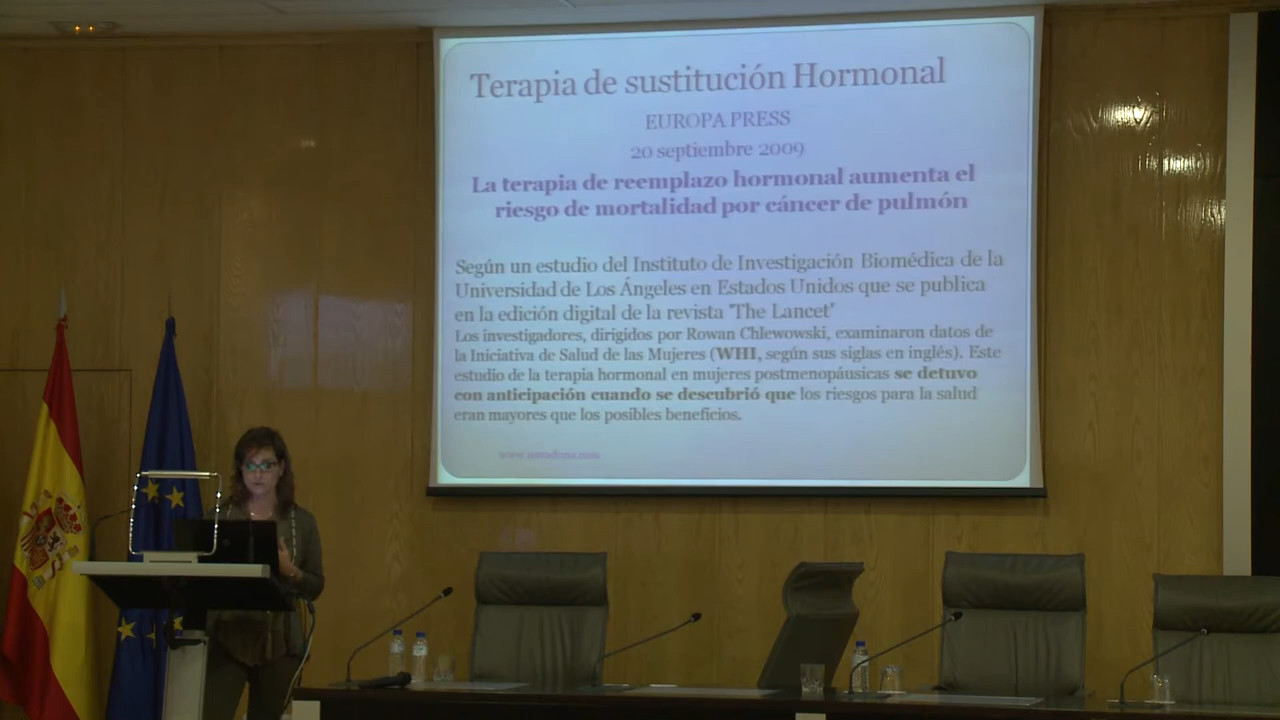 Terapia de sustitución Hormonal
EUROPA PRESS
20 septiembre 2009
La terapia de reemplazo hormonal aumenta el
riesgo de mortalidad por cáncer de pulmón
Según un estudio del Instituto de Investigación Biomédica de la
Universidad de Los Ángeles en Estados Unidos que se publica
en la edición digital de la revista 'The Lancet'
Los investigadores, dirigidos por Rowan Chlewowski, examinaron datos de
la Iniciativa de Salud de las Mujeres (WHI, según sus siglas en inglés). Este
estudio de la terapia hormonal en mujeres postmenopáusicas se detuvo
con anticipación cuando se descubrió que los riesgos para la salud
eran mayores que los posibles beneficios.